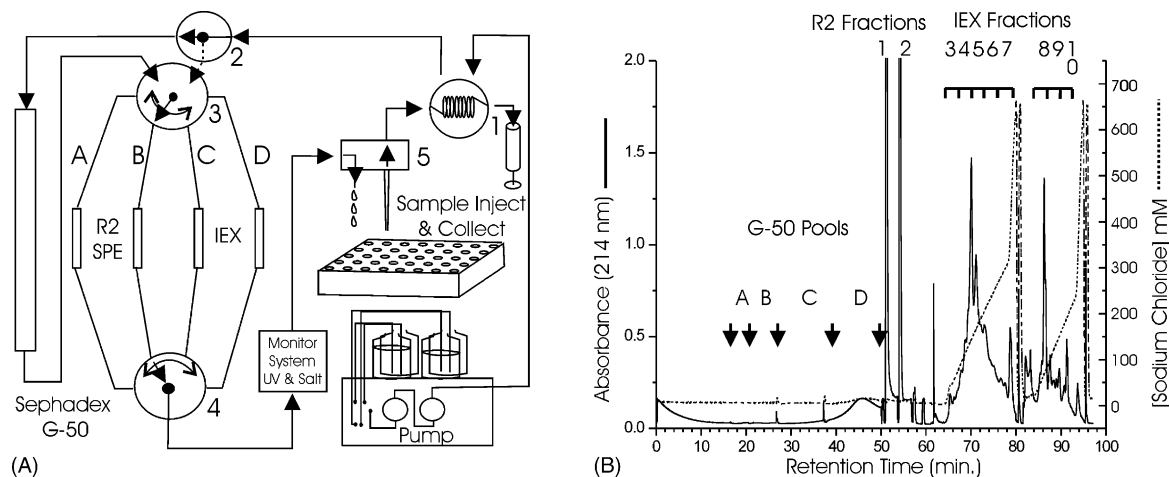 2
3
A
B
C
D
R2
SPE
IEX
Sephadex
G-50
4
Monitor
System
UV & Salt
5
1
Sample Inject
& Collect
Pump
(A)
R2 Fractions
IEX Fractions
1 2
34567
891
0
Absorbance (214 nm)
2.0
1.5
1.0
0.5
0.0
G-50 Pools
A B C D
700
600
500
400
300
200
100
0
[Sodium Chloride] mM
0 10 20 30 40 50 60 70 80 90 100
Retention Time (min.)
(B)